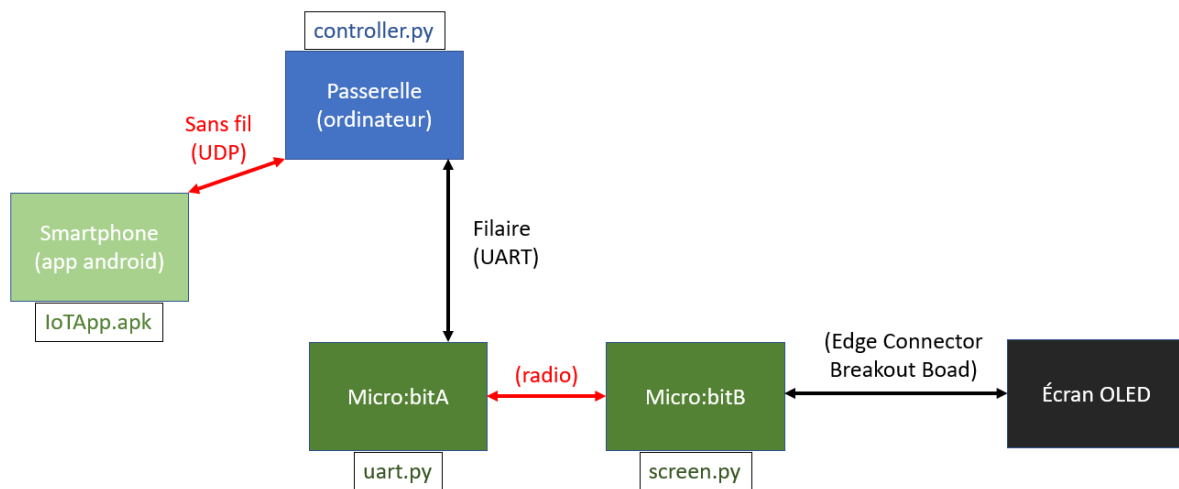 controller.py
Passerelle
(ordinateur)
Sans fil
(UDP)
Smartphone
(app android)
IoTApp.apk
Filaire
(UART)
Micro:bitA
uart.py
(radio)
Micro:bitB
screen.py
(Edge Connector
Breakout Boad)
Écran OLED